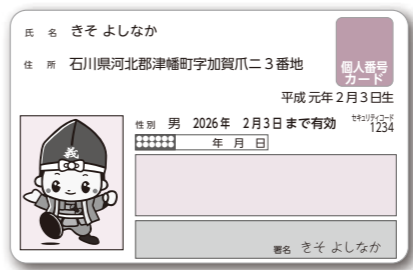 氏 名 きそ よしなか
住 所 石川県河北郡津幡町字加賀爪ニ3番地
個人番号
カード
平成元年2月3日生
性別 男 2026年 2月3日まで有効
セキュリティコード
1234
年 月 日
義
署名 きそ よしなか